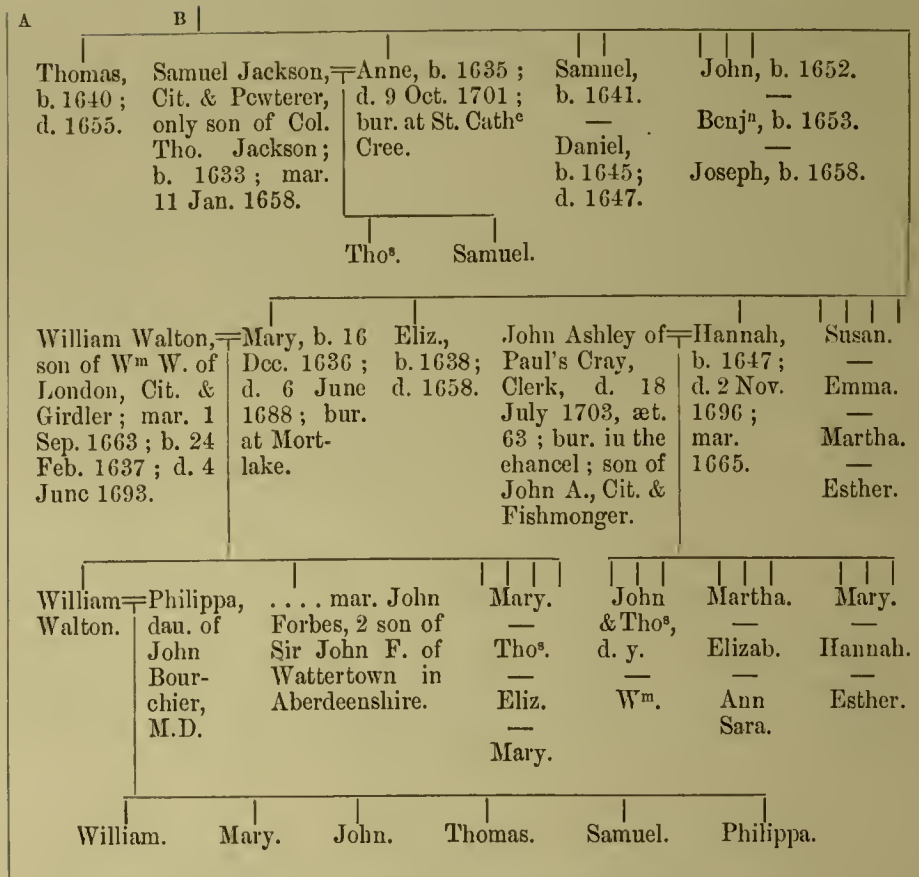 A
B
Thomas,
b. 1640 ;
d. 1655.
Samuel Jackson,
Cit. & Pewterer,
only son of Col.
Tho. Jackson;
b. 1633 ; mar.
11 Jan. 1658.
Anne, b. 1635 ;
d. 9 Oct. 1701 ;
bur. at St. Cathᵉ
Cree.
Samuel,
b. 1641.
—
Daniel,
b. 1645;
d. 1647.
John, b. 1652.
—
Benjⁿ, b. 1653.
—
Joseph, b. 1658.
Thoˢ. Samuel.
William Walton,
son of Wᵐ W. of
London, Cit. &
Girdler ; mar. 1
Sep. 1663 ; b. 24
Feb. 1637 ; d. 4
June 1693.
Mary, b. 16
Dec. 1636 ;
d. 6 June
1688 ; bur.
at Mort-
lake.
Eliz.,
b. 1638;
d. 1658.
John Ashley of
Paul's Cray,
Clerk, d. 18
July 1703, æt.
63 ; bur. in the
chancel ; son of
John A., Cit. &
Fishmonger.
Hannah,
b. 1647 ;
d. 2 Nov.
1696 ;
mar.
1665.
Susan.
—
Emma.
—
Martha.
—
Esther.
William
Walton.
Philippa,
dau. of
John
Bour-
chier,
M.D.
. . . . mar. John
Forbes, 2 son of
Sir John F. of
Wattertown in
Aberdeenshire.
Mary.
—
Thoˢ.
—
Eliz.
—
Mary.
John
& Thoˢ,
d. y.
—
Wᵐ.
Martha.
—
Elizab.
—
Ann
Sara.
Mary.
—
Hannah.
—
Esther.
William. Mary. John. Thomas. Samuel. Philippa.